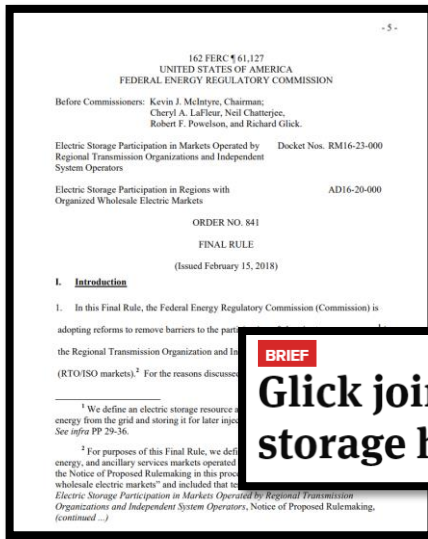 - 5 -
162 FERC ¶ 61,127
UNITED STATES OF AMERICA
FEDERAL ENERGY REGULATORY COMMISSION
Before Commissioners: Kevin J. McIntyre, Chairman;
Cheryl A. LaFleur, Neil Chatterjee,
Robert F. Powelson, and Richard Glick.
Electric Storage Participation in Markets Operated by Docket Nos. RM16-23-000
Regional Transmission Organizations and Independent
System Operators
Electric Storage Participation in Regions with AD16-20-000
Organized Wholesale Electric Markets
ORDER NO. 841
FINAL RULE
(Issued February 15, 2018)
I. Introduction
1. In this Final Rule, the Federal Energy Regulatory Commission (Commission) is
adopting reforms to remove barriers to the
the Regional Transmission Organization and
(RTO/ISO markets).² For the reasons discussed
¹ We define an electric storage resource
energy from the grid and storing it for later
See infra PP 29-36.
² For purposes of this Final Rule, we
energy, and ancillary services markets operated
the Notice of Proposed Rulemaking in this
wholesale electric markets” and included that
Electric Storage Participation in Markets Operated by Regional Transmission
Organizations and Independent System Operators, Notice of Proposed Rulemaking,
(continued ...)
BRIEF
Glick
storage